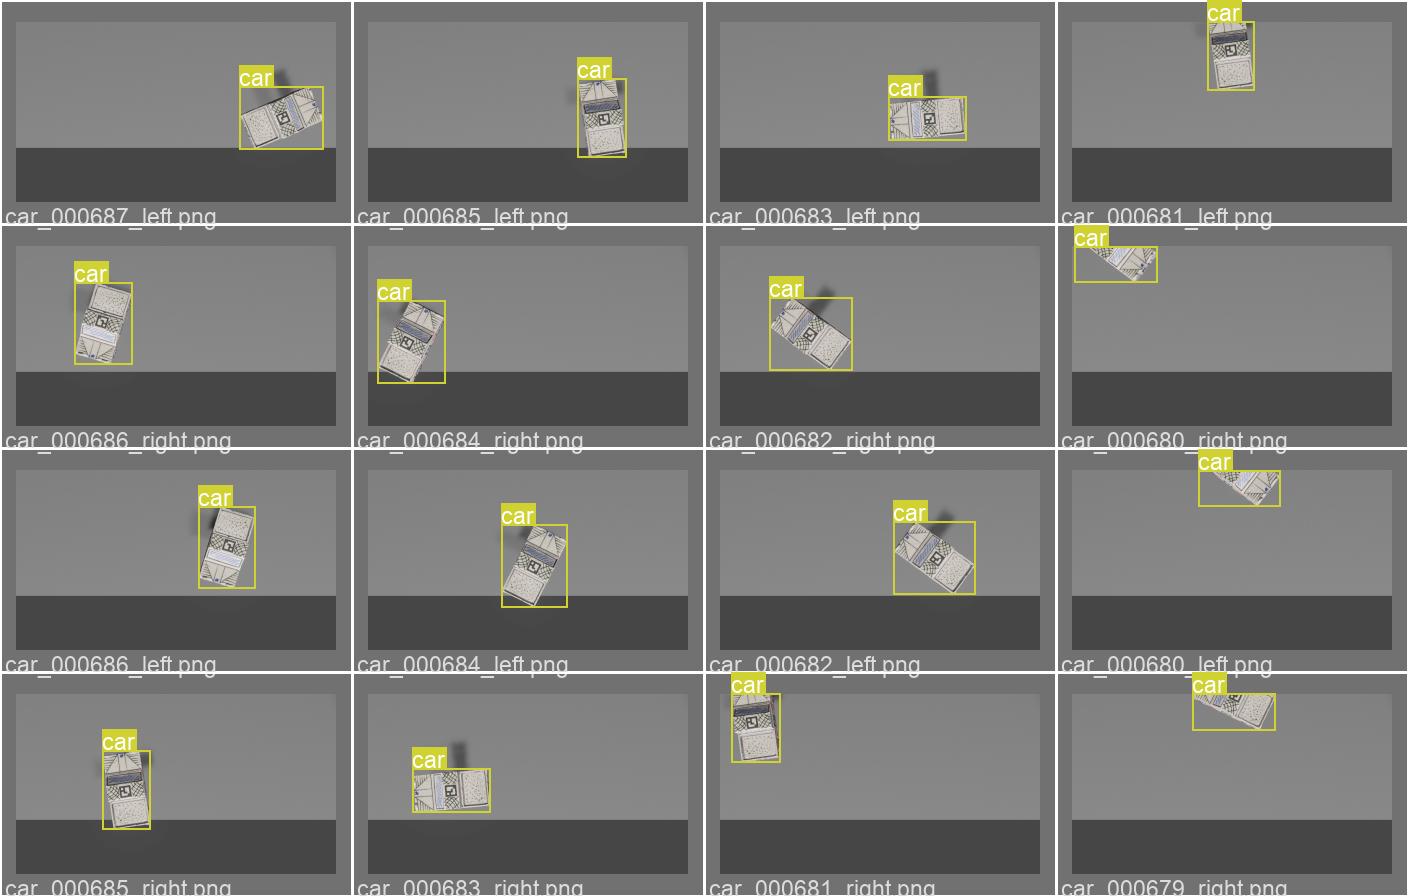 car
car
car
car
car_000687_left.png
car_000685_left.png
car_000683_left.png
car_000681_left.png
car
car
car
car
car_000686_right.png
car_000684_right.png
car_000682_right.png
car_000680_right.png
car
car
car
car
car_000686_left.png
car_000684_left.png
car_000682_left.png
car_000680_left.png
car
car
car
car
car_000685_right.png
car_000683_right.png
car_000681_right.png
car_000679_right.png